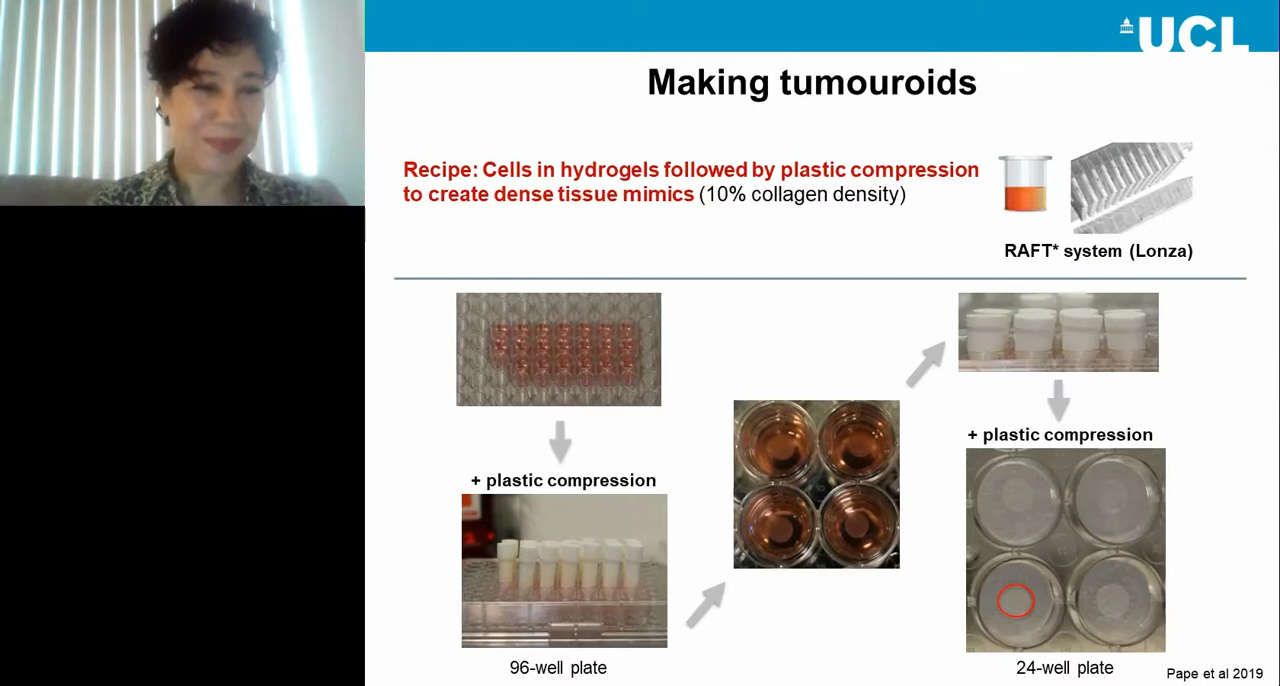 UCL
Making tumouroids
Recipe: Cells in hydrogels followed by plastic compression
to create dense tissue mimics (10% collagen density)
RAFT* system (Lonza)
+ plastic compression
96-well plate
+ plastic compression
24-well plate
Pape et al 2019